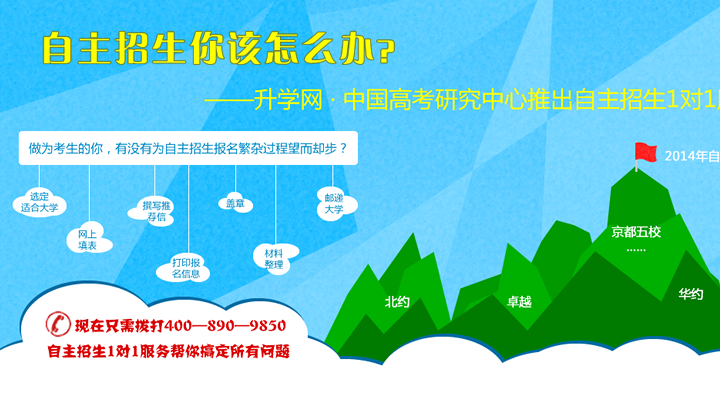 自主招生你该怎么办?
——升学网·中国高考研究中心推出自主招生1对1
做为考生的你，有没有为自主招生报名繁杂过程望而却步？
选定
适合大学
网上
填表
撰写推
荐信
打印报
名信息
盖章
材料
整理
邮递
大学
2014年自
京都五校
......
北约
卓越
华约
现在只需拨打400—890—9850
自主招生1对1服务帮你搞定所有问题